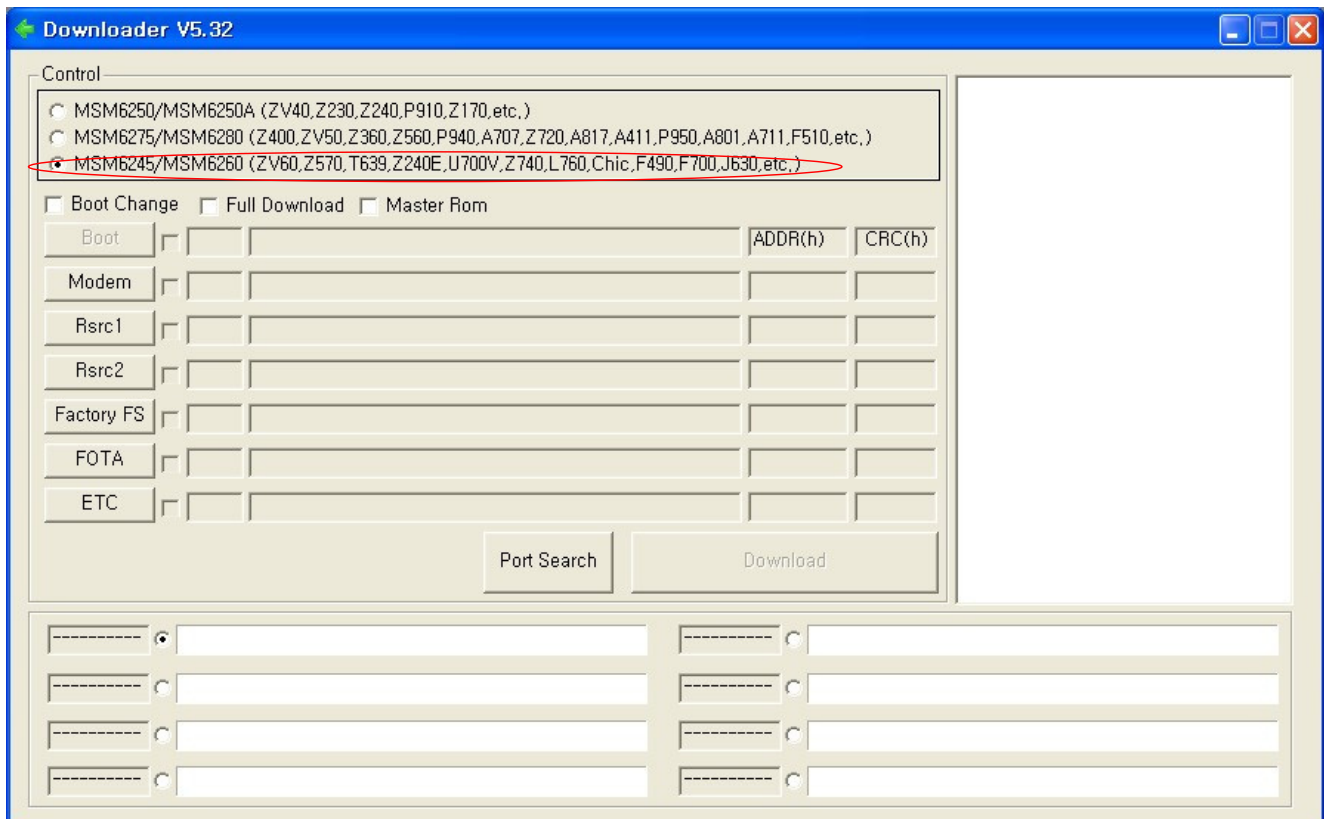 Downloader V5.32
Control
MSM6250/MSM6250A (ZV40,Z230,Z240,P910,Z170,etc,)
MSM6275/MSM6280 (Z400,ZV50,Z360,Z560,P940,A707,Z720,A817,A411,P950,A801,A711,F510,etc,)
MSM6245/MSM6260 (ZV60,Z570,T639,Z240E,U700V,Z740,L760,Chic,F490,F700,J630,etc,)
Boot Change Full Download Master Rom
Boot ADDR(h) CRC(h)
Modem
Rsrc1
Rsrc2
Factory FS
FOTA
ETC
Port Search Download
---------- ----------
---------- ----------
---------- ----------
---------- ----------